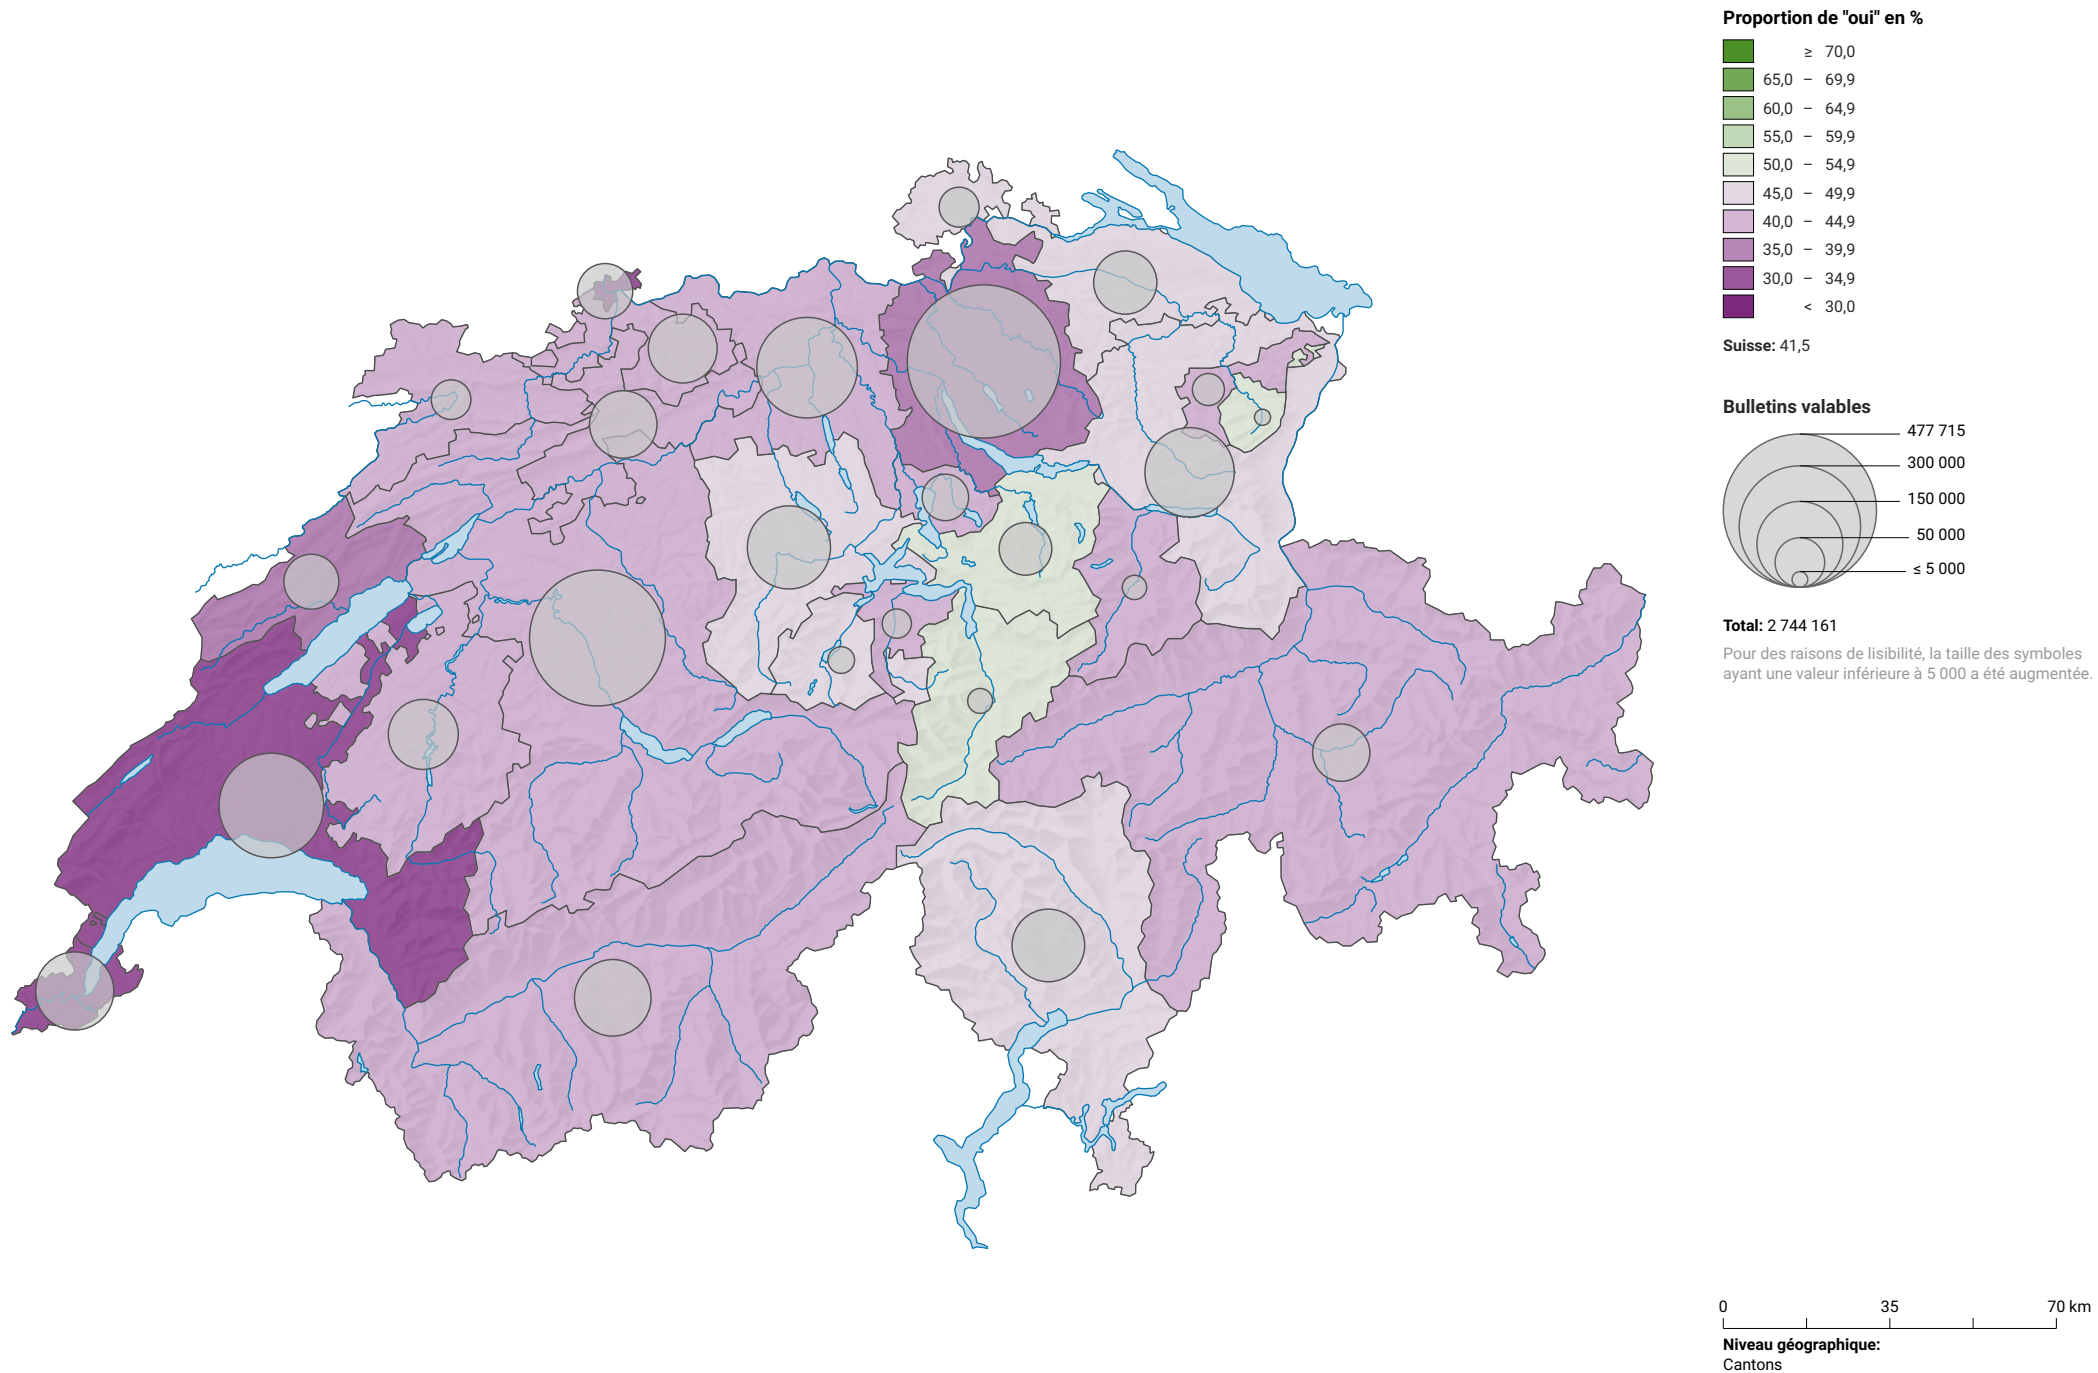 Proportion de "oui" en %
≥ 70,0
65,0 – 69,9
60,0 – 64,9
55,0 – 59,9
50,0 – 54,9
45,0 – 49,9
40,0 – 44,9
35,0 – 39,9
30,0 – 34,9
< 30,0
Suisse: 41,5
Bulletins valables
477 715
300 000
150 000
50 000
≤ 5 000
Total: 2 744 161
Pour des raisons de lisibilité, la taille des symboles
ayant une valeur inférieure à 5 000 a été augmentée.
0 35 70 km
Niveau géographique:
Cantons